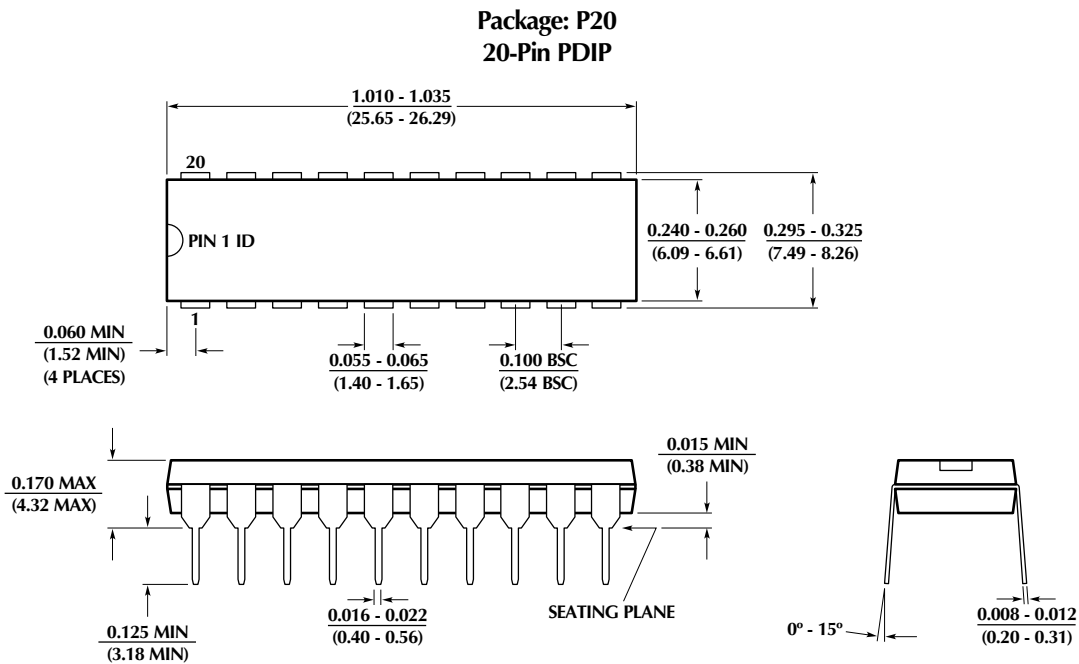 Package: P20
20-Pin PDIP
1.010 - 1.035
(25.65 - 26.29)
20
PIN 1 ID
0.240 - 0.260
(6.09 - 6.61)
0.295 - 0.325
(7.49 - 8.26)
1
0.060 MIN
(1.52 MIN)
(4 PLACES)
0.055 - 0.065
(1.40 - 1.65)
0.100 BSC
(2.54 BSC)
0.015 MIN
(0.38 MIN)
0.170 MAX
(4.32 MAX)
0.016 - 0.022
(0.40 - 0.56)
SEATING PLANE
0.125 MIN
(3.18 MIN)
0º - 15º
0.008 - 0.012
(0.20 - 0.31)